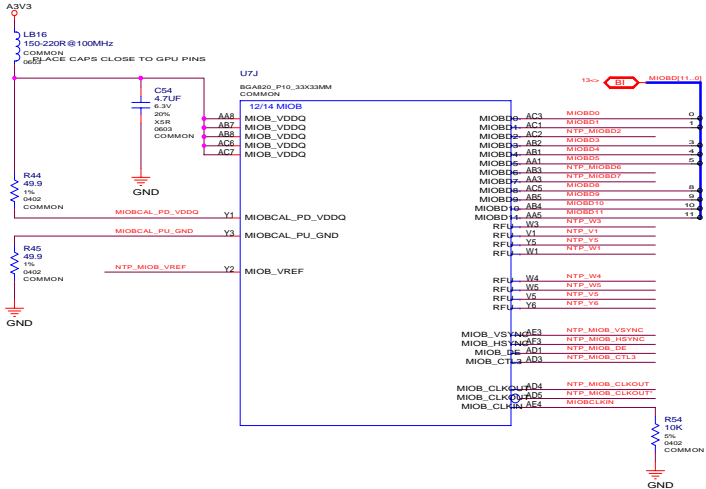 A3V3
LB16
150-220R@100MHz
COMMON
0603
PLACE CAPS CLOSE TO GPU PINS
C54
4.7UF
6.3V
20%
X5R
0603
COMMON
GND
U7J
BGA820_P10_33X33MM
COMMON
12/14 MIOB
AA8 MIOB_VDDQ
AB7 MIOB_VDDQ
AB8 MIOB_VDDQ
AC6 MIOB_VDDQ
AC7 MIOB_VDDQ
R44
49.9
1%
0402
COMMON
MIOBCAL_PD_VDDQ Y1 MIOBCAL_PD_VDDQ
MIOBCAL_PU_GND Y3 MIOBCAL_PU_GND
R45
49.9
1%
0402
COMMON
GND
NTP_MIOB_VREF Y2 MIOB_VREF
13<> BI MIOBD[11..0]
MIOBD0 AC3 MIOBD0 0
MIOBD1 AC1 MIOBD1 1
MIOBD2 AC2 NTP_MIOBD2
MIOBD3 AB2 MIOBD3 3
MIOBD4 AB1 MIOBD4 4
MIOBD5 AA1 MIOBD5 5
MIOBD6 AB3 NTP_MIOBD6
MIOBD7 AA3 NTP_MIOBD7
MIOBD8 AC5 MIOBD8 8
MIOBD9 AB5 MIOBD9 9
MIOBD10 AB4 MIOBD10 10
MIOBD11 AA5 MIOBD11 11
RFU W3 NTP_W3
RFU V1 NTP_V1
RFU Y5 NTP_Y5
RFU W1 NTP_W1
RFU W4 NTP_W4
RFU W5 NTP_W5
RFU V5 NTP_V5
RFU Y6 NTP_Y6
MIOB_VSYNC AE3 NTP_MIOB_VSYNC
MIOB_HSYNC AF3 NTP_MIOB_HSYNC
MIOB_DE AD1 NTP_MIOB_DE
MIOB_CTL3 AD3 NTP_MIOB_CTL3
MIOB_CLKOUT AD4 NTP_MIOB_CLKOUT
MIOB_CLKOUT AD5 NTP_MIOB_CLKOUT*
MIOB_CLKIN AE4 MIOBCLKIN
R54
10K
5%
0402
COMMON
GND